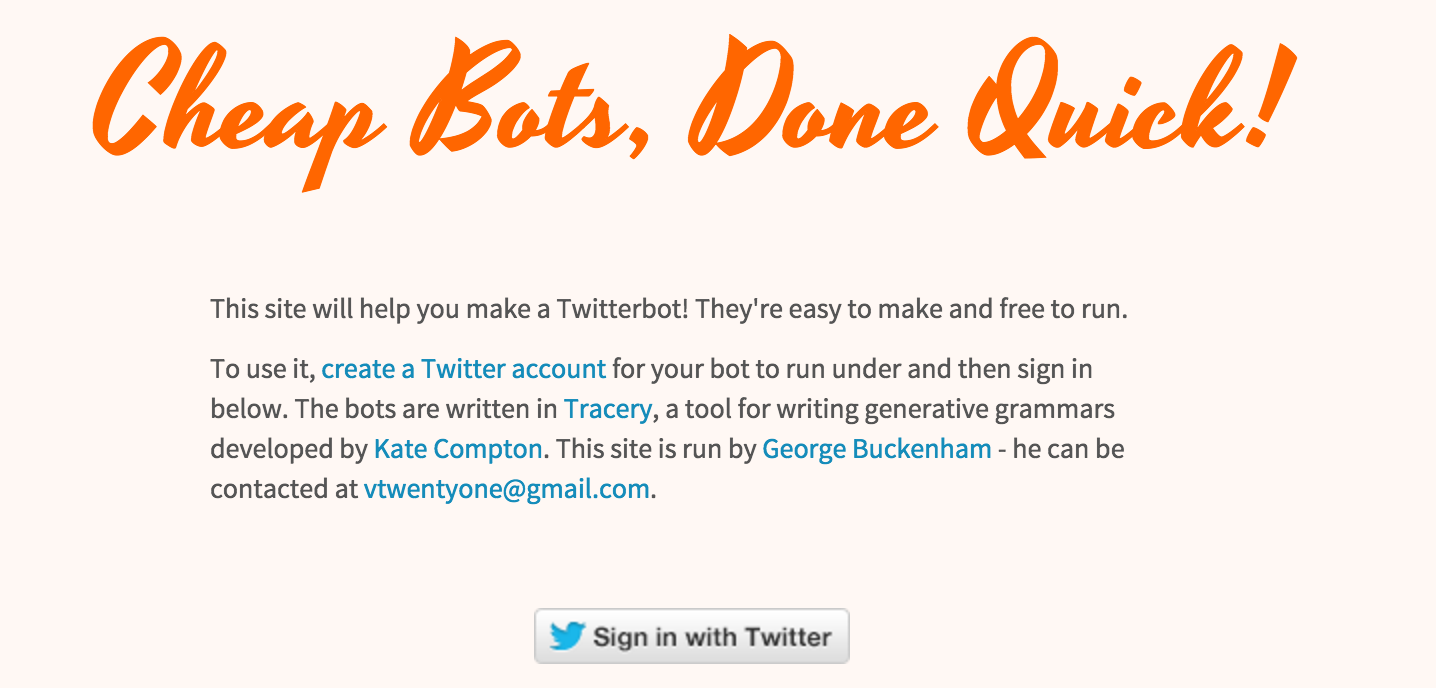 Cheap Bots, Done Quick!
This site will help you make a Twitterbot! They're easy to make and free to run.
To use it, create a Twitter account for your bot to run under and then sign in
below. The bots are written in Tracery, a tool for writing generative grammars
developed by Kate Compton. This site is run by George Buckenham - he can be
contacted at vtwentyone@gmail.com.
Sign in with Twitter